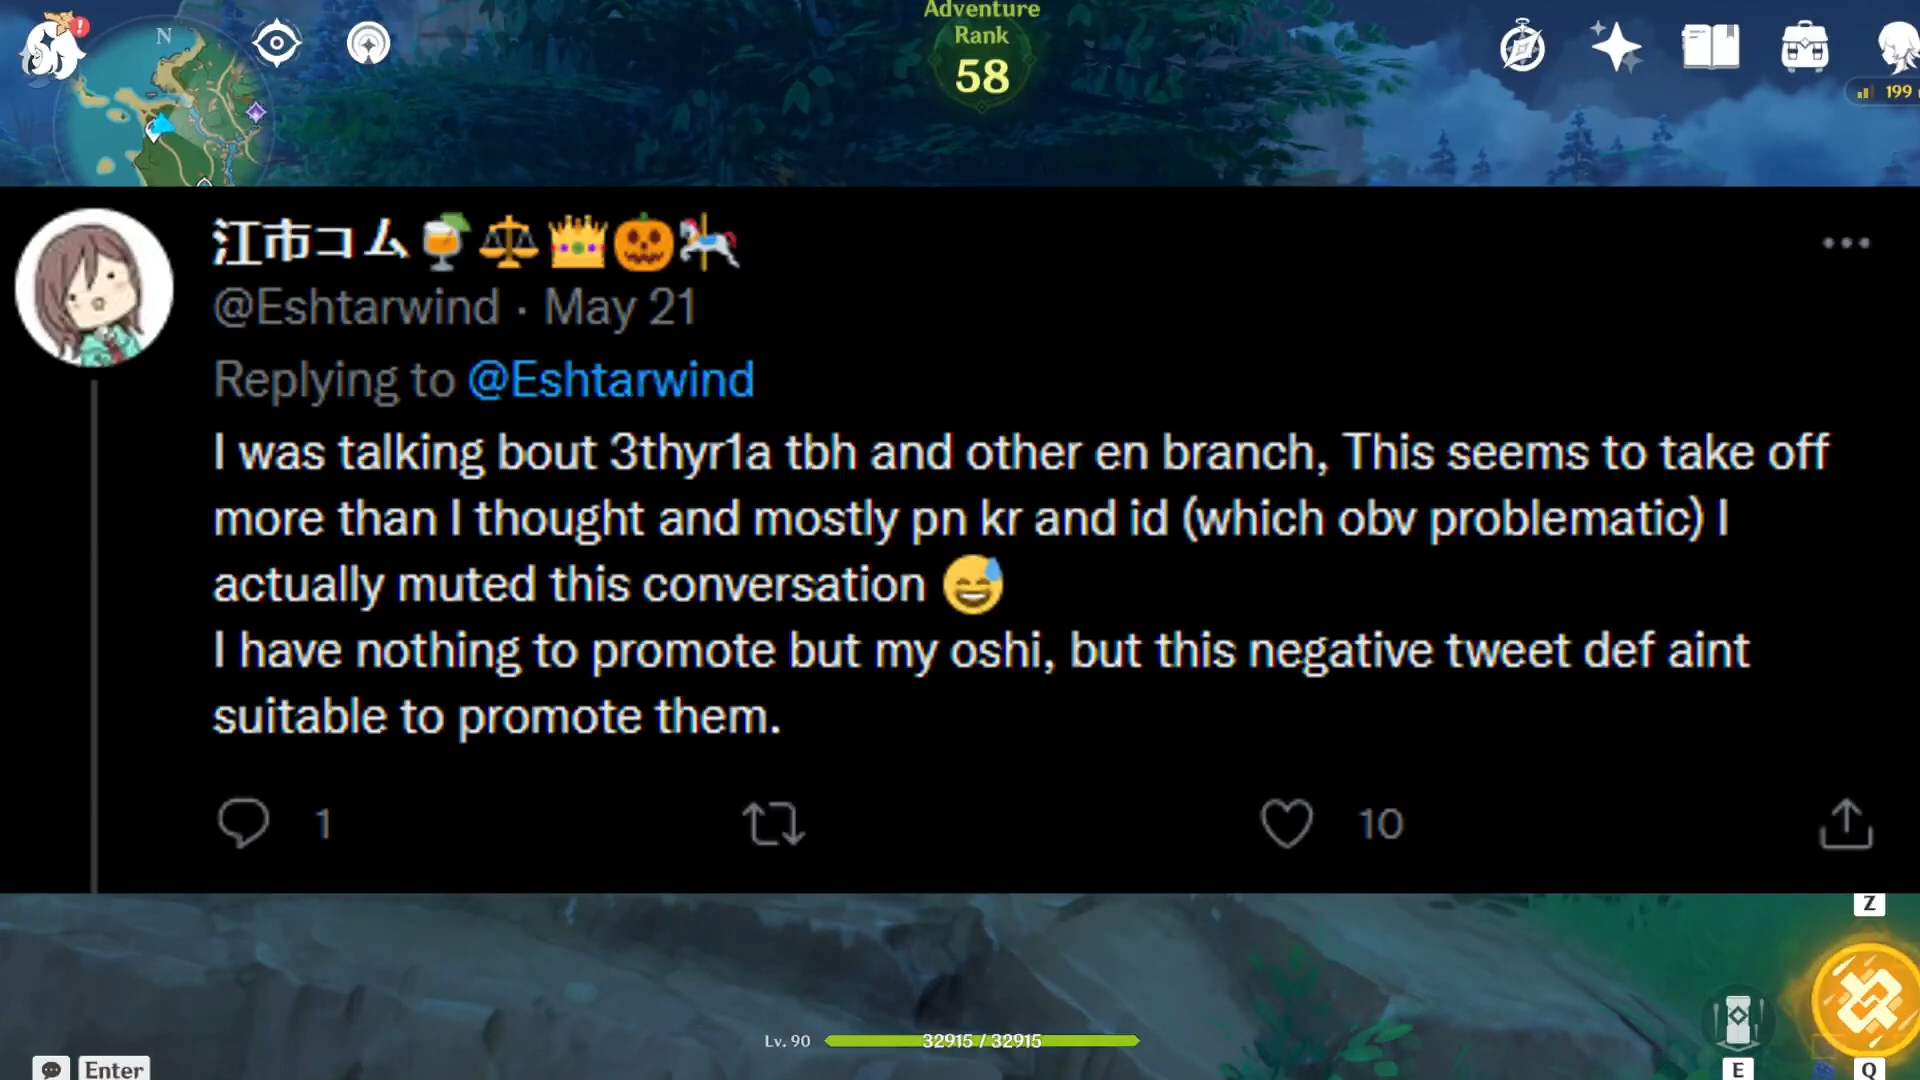 Adventure
Rank
58
N
199
江市コム🍹⚖️👑🎃🎠
@Eshtarwind · May 21
Replying to @Eshtarwind
I was talking bout 3thyr1a tbh and other en branch, This seems to take off
more than I thought and mostly pn kr and id (which obv problematic) I
actually muted this conversation 😅
I have nothing to promote but my oshi, but this negative tweet def aint
suitable to promote them.
1
10
Z
Lv. 90
32915 / 32915
Enter
E
Q